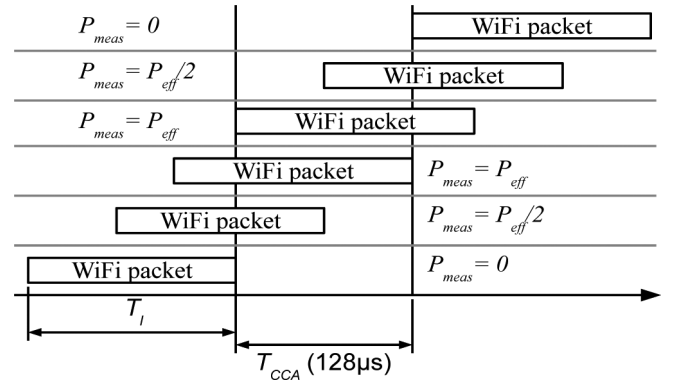 P_meas = 0 WiFi packet
P_meas = P_eff/2 WiFi packet
P_meas = P_eff WiFi packet
WiFi packet P_meas = P_eff
WiFi packet P_meas = P_eff/2
WiFi packet P_meas = 0
T_I
T_CCA (128μs)